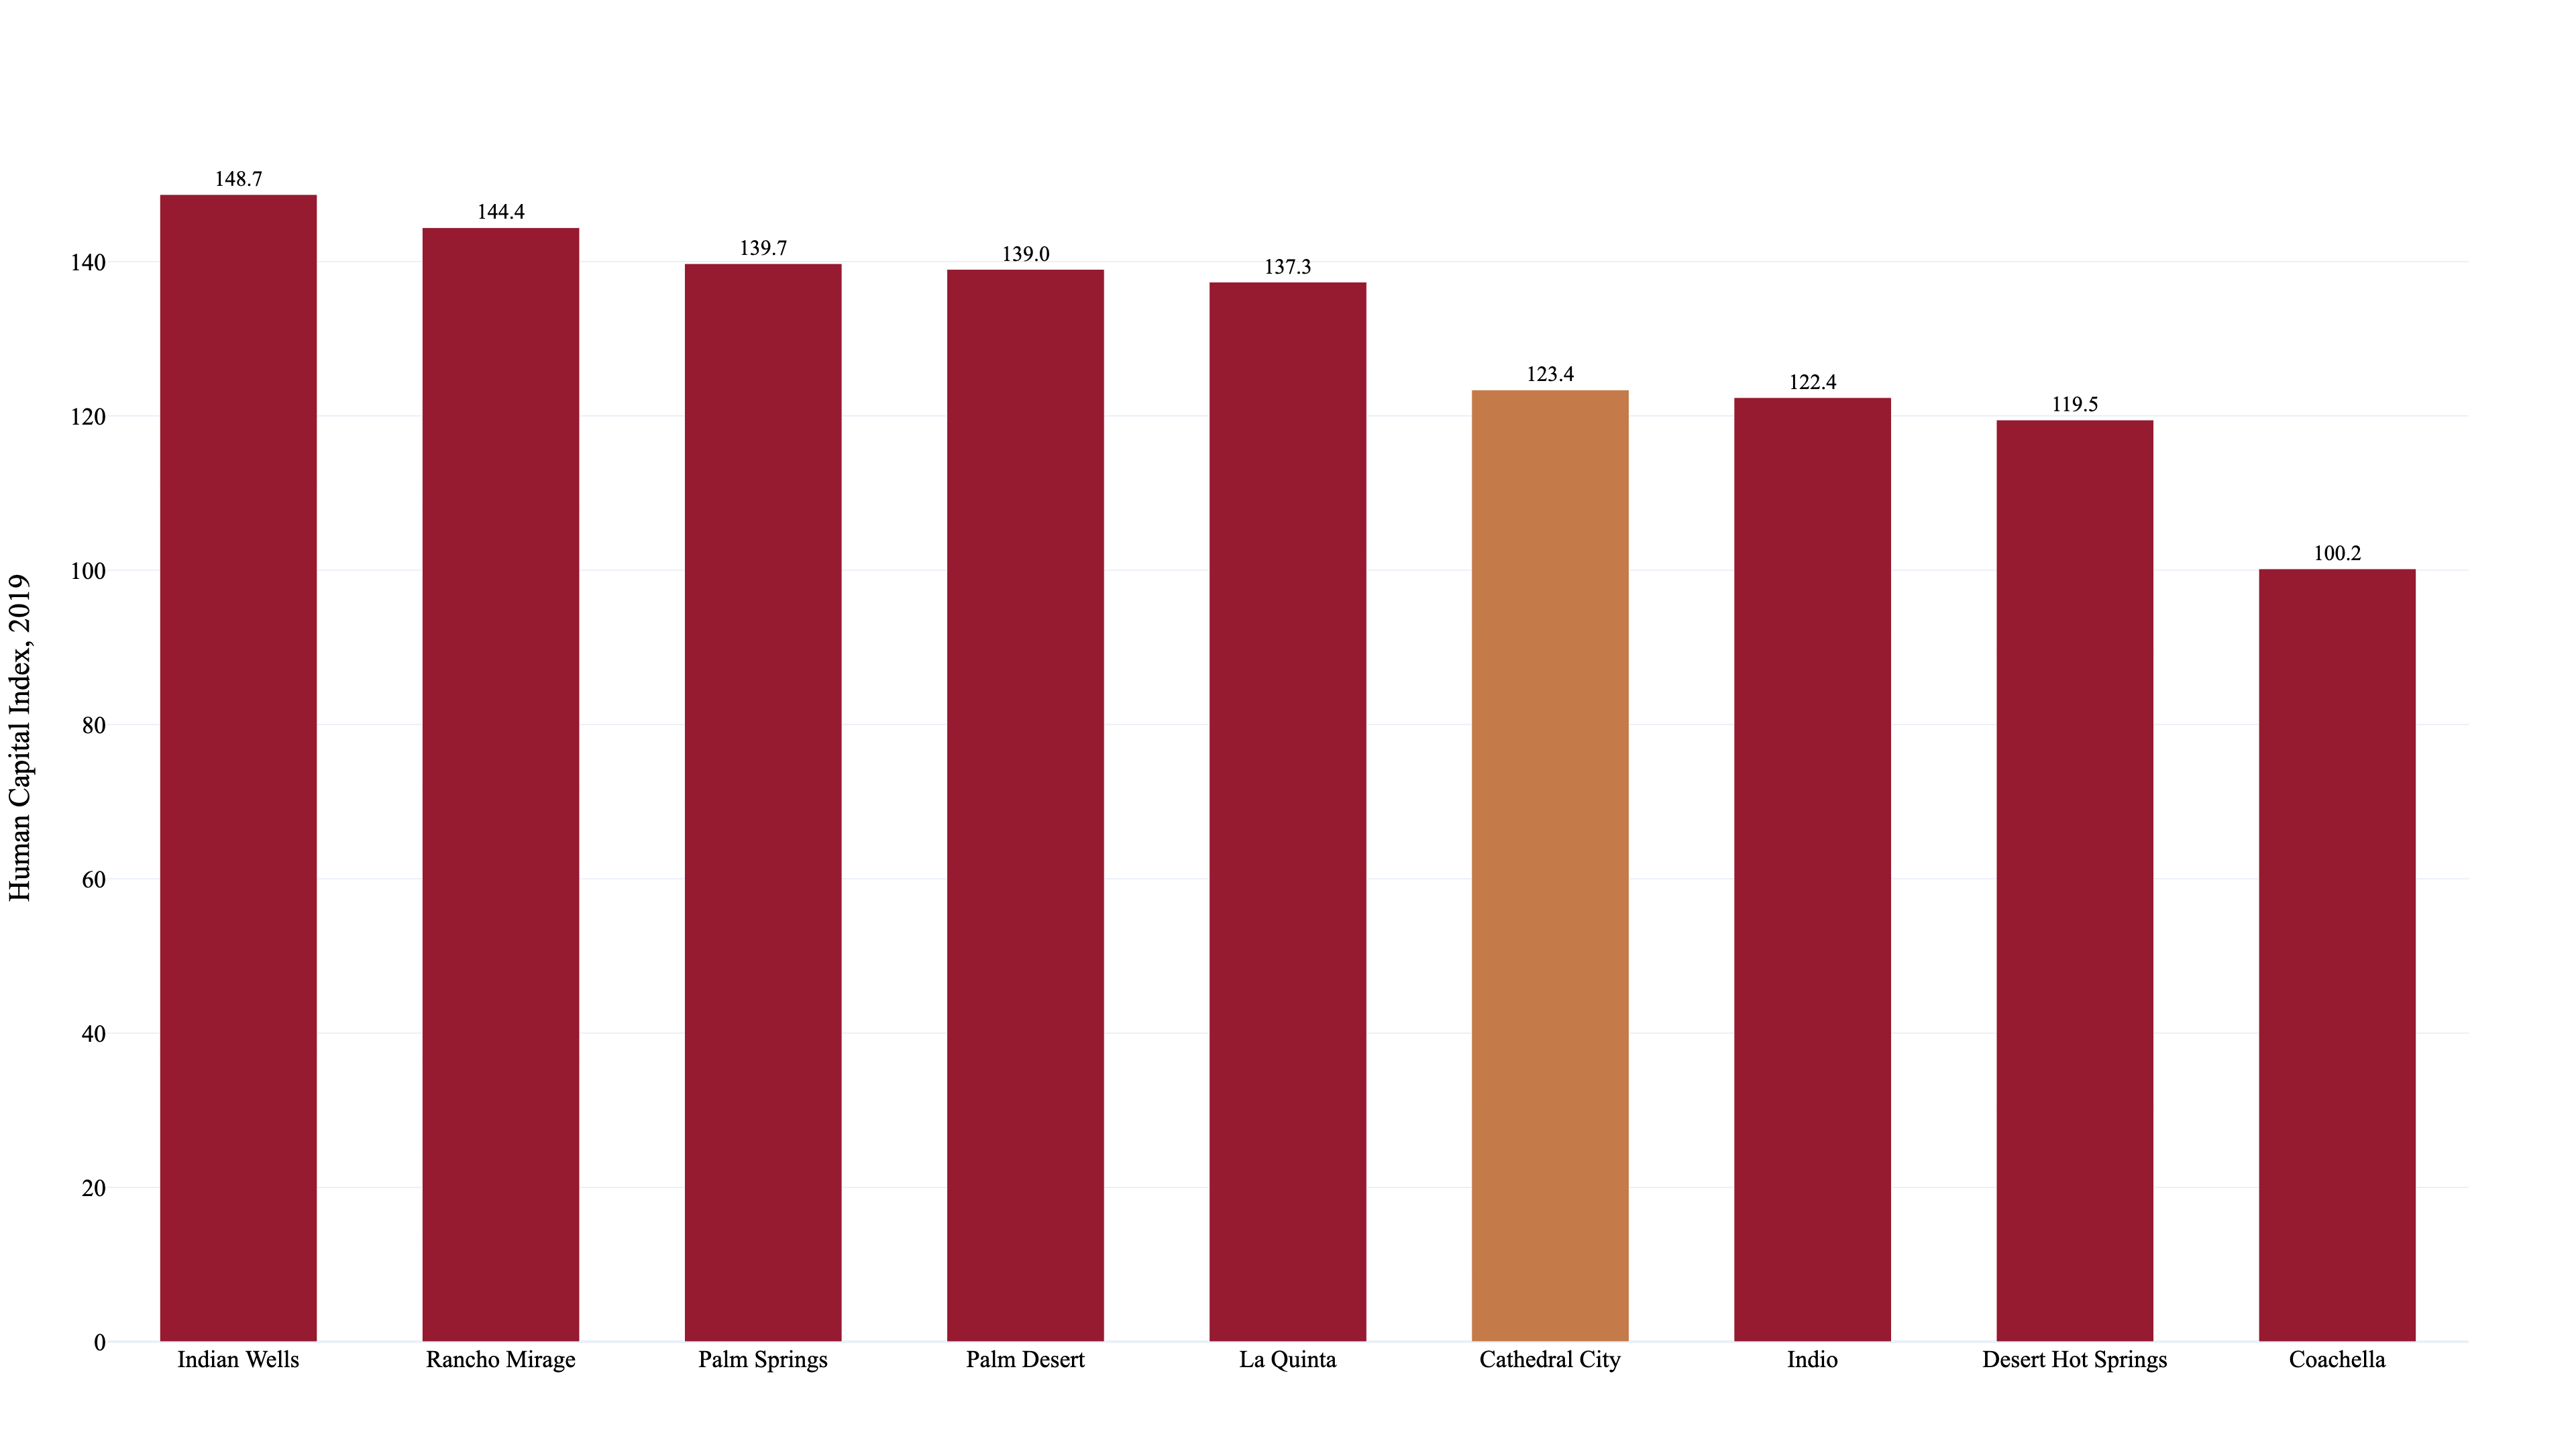 148.7
144.4
139.7
139.0
137.3
123.4
122.4
119.5
100.2
140
120
100
80
60
40
20
0
Human Capital Index, 2019
Indian Wells
Rancho Mirage
Palm Springs
Palm Desert
La Quinta
Cathedral City
Indio
Desert Hot Springs
Coachella